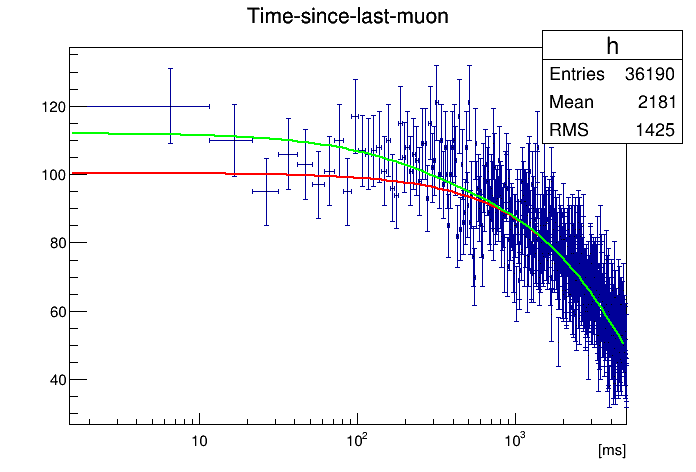 Time-since-last-muon
h
Entries 36190
Mean 2181
RMS 1425
120
100
80
60
40
10
10²
10³
[ms]